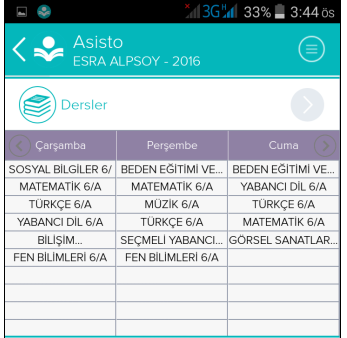 3G 33% 3:44 ös
Asisto
ESRA ALPSOY - 2016
Dersler
Çarşamba Perşembe Cuma
SOSYAL BİLGİLER 6/ BEDEN EĞİTİMİ VE... BEDEN EĞİTİMİ VE...
MATEMATİK 6/A MATEMATİK 6/A YABANCI DİL 6/A
TÜRKÇE 6/A MÜZİK 6/A TÜRKÇE 6/A
YABANCI DİL 6/A TÜRKÇE 6/A MATEMATİK 6/A
BİLİŞİM... SEÇMELİ YABANCI... GÖRSEL SANATLAR...
FEN BİLİMLERİ 6/A FEN BİLİMLERİ 6/A